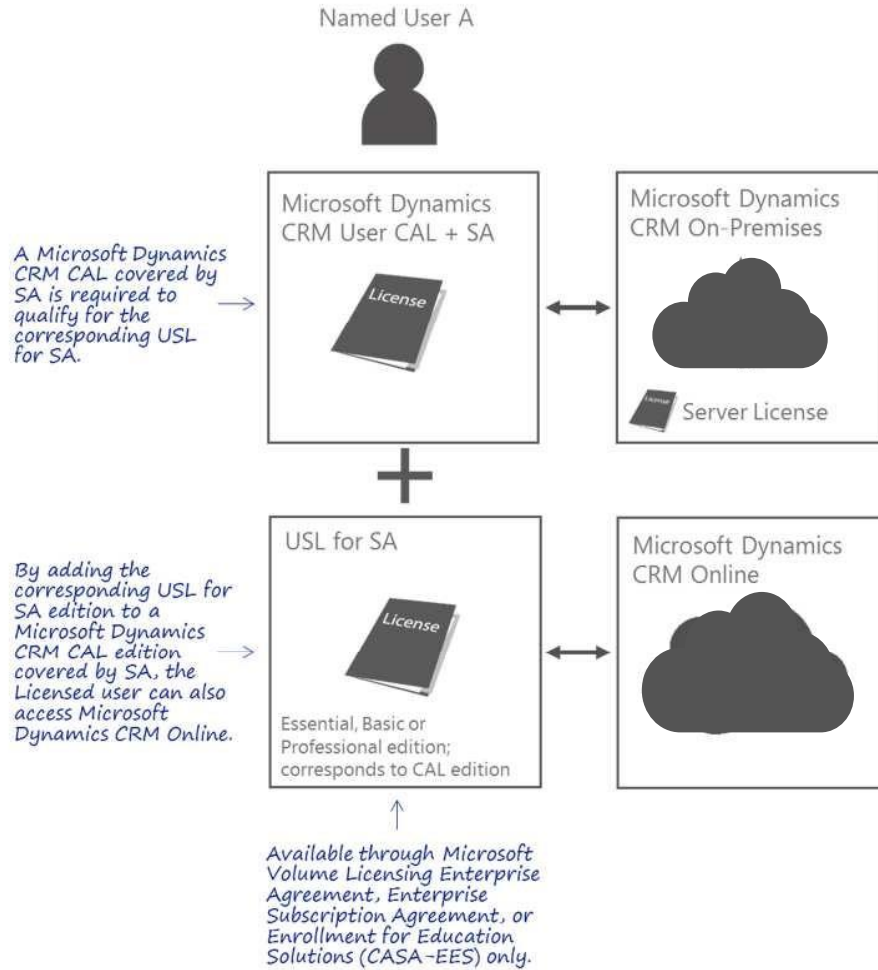 Named User A
Microsoft Dynamics
CRM User CAL + SA
License
Microsoft Dynamics
CRM On-Premises
License
Server License
A Microsoft Dynamics
CRM CAL covered by
SA is required to
qualify for the
corresponding USL
for SA.
USL for SA
License
Essential, Basic or
Professional edition;
corresponds to CAL edition
Microsoft Dynamics
CRM Online
By adding the
corresponding USL for
SA edition to a
Microsoft Dynamics
CRM CAL edition
covered by SA, the
Licensed user can also
access Microsoft
Dynamics CRM Online.
Available through Microsoft
Volume Licensing Enterprise
Agreement, Enterprise
Subscription Agreement, or
Enrollment for Education
Solutions (CASA-EES) only.